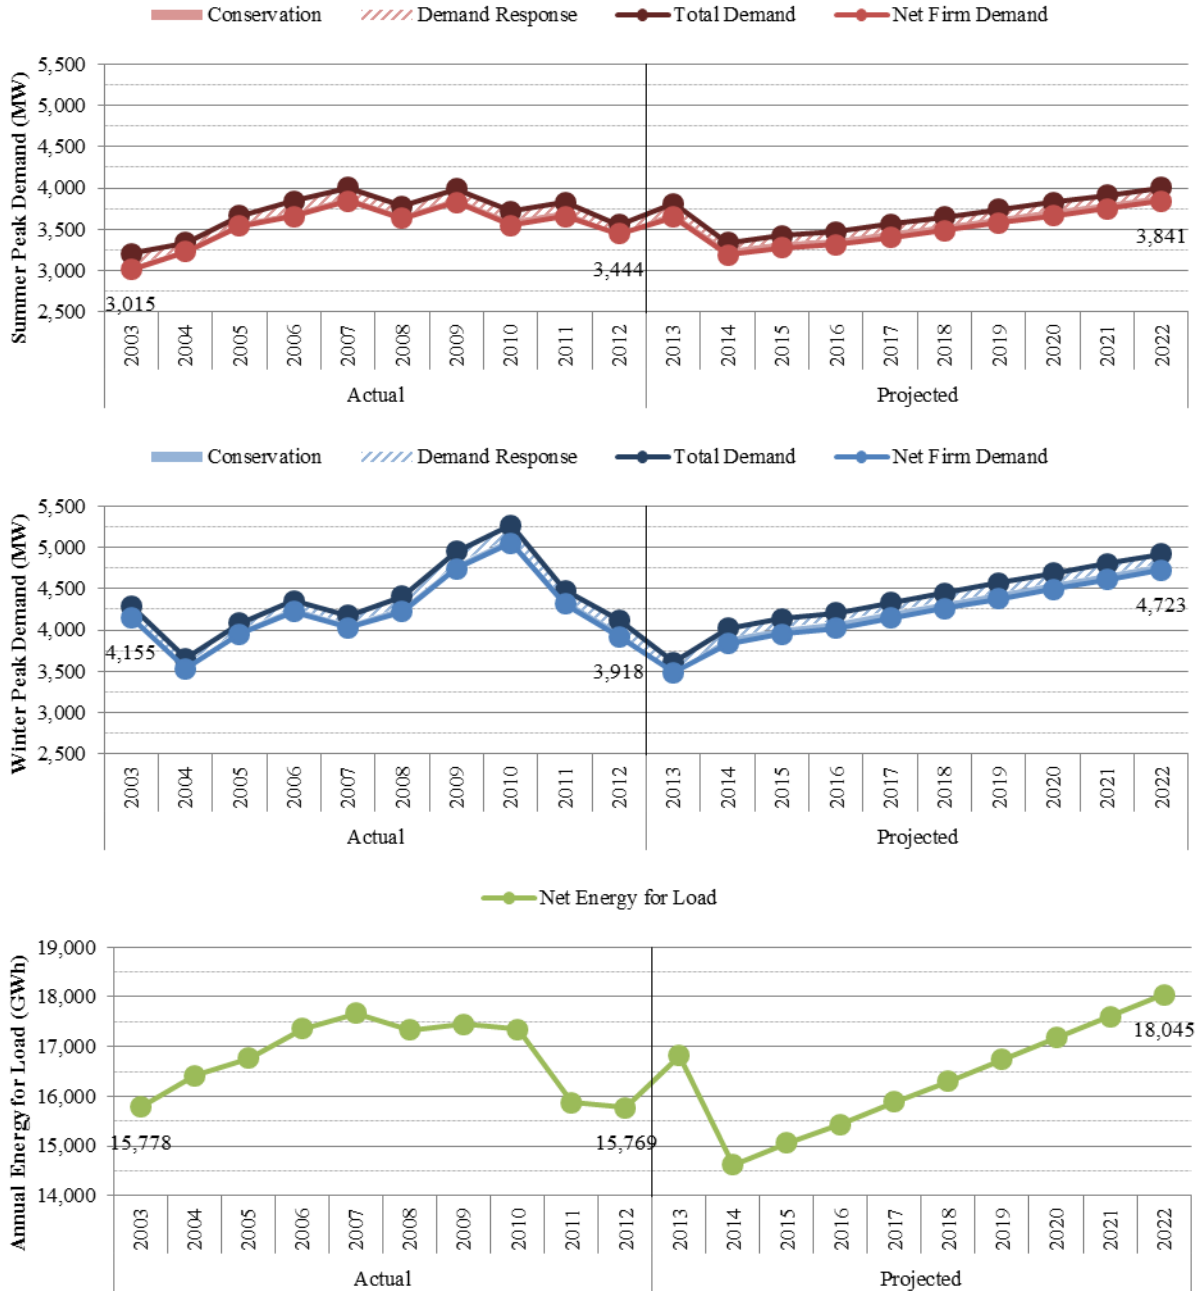 Conservation Demand Response Total Demand Net Firm Demand
Summer Peak Demand (MW)
5,500
5,000
4,500
4,000
3,500
3,000
2,500
3,015
3,444
3,841
2003 2004 2005 2006 2007 2008 2009 2010 2011 2012 2013 2014 2015 2016 2017 2018 2019 2020 2021 2022
Actual Projected
Conservation Demand Response Total Demand Net Firm Demand
Winter Peak Demand (MW)
5,500
5,000
4,500
4,000
3,500
3,000
2,500
4,155
3,918
4,723
2003 2004 2005 2006 2007 2008 2009 2010 2011 2012 2013 2014 2015 2016 2017 2018 2019 2020 2021 2022
Actual Projected
Net Energy for Load
Annual Energy for Load (GWh)
19,000
18,000
17,000
16,000
15,000
14,000
15,778
15,769
18,045
2003 2004 2005 2006 2007 2008 2009 2010 2011 2012 2013 2014 2015 2016 2017 2018 2019 2020 2021 2022
Actual Projected